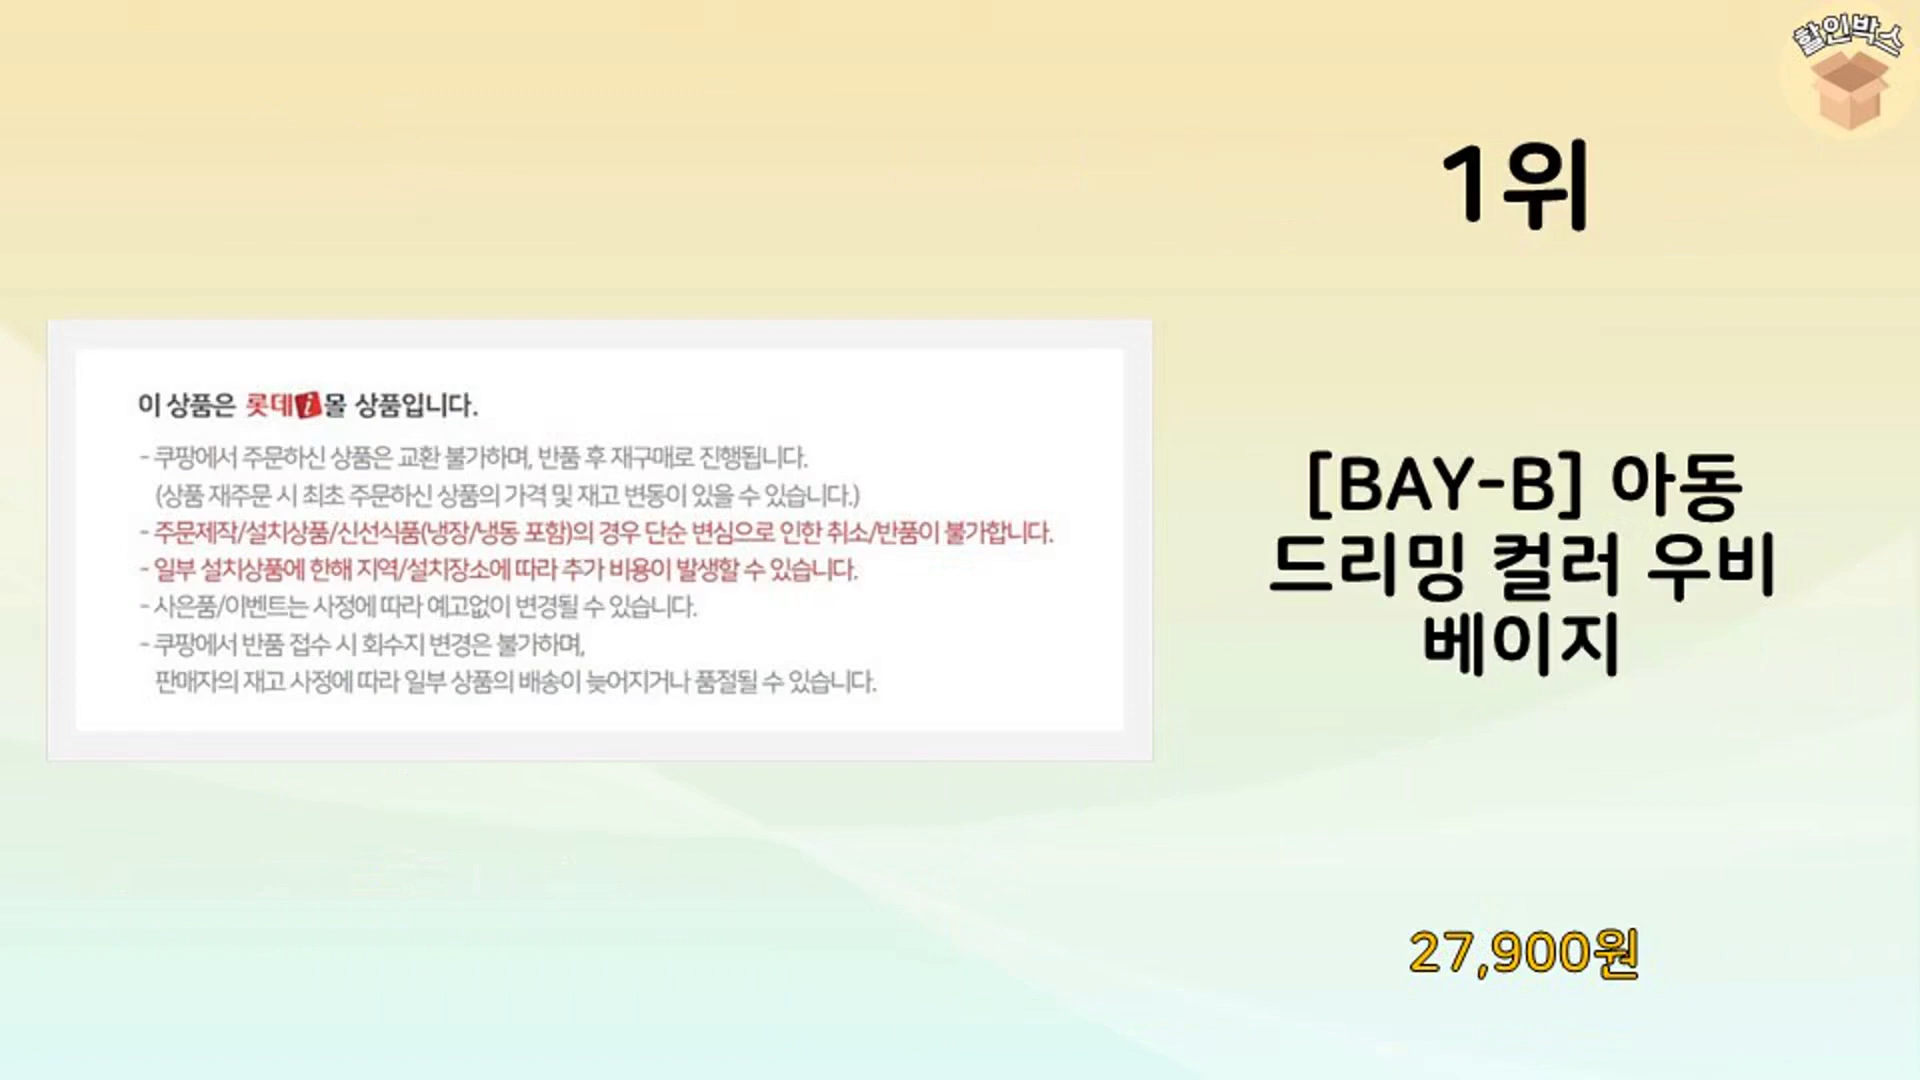 할인박스
1위
이 상품은 롯데i몰 상품입니다.
- 쿠팡에서 주문하신 상품은 교환 불가하며, 반품 후 재구매로 진행됩니다.
(상품 재주문 시 최초 주문하신 상품의 가격 및 재고 변동이 있을 수 있습니다.)
- 주문제작/설치상품/신선식품(냉장/냉동 포함)의 경우 단순 변심으로 인한 취소/반품이 불가합니다.
- 일부 설치상품에 한해 지역/설치장소에 따라 추가 비용이 발생할 수 있습니다.
- 사은품/이벤트는 사정에 따라 예고없이 변경될 수 있습니다.
- 쿠팡에서 반품 접수 시 회수지 변경은 불가하며,
판매자의 재고 사정에 따라 일부 상품의 배송이 늦어지거나 품절될 수 있습니다.
[BAY-B] 아동
드리밍 컬러 우비
베이지
27,900원